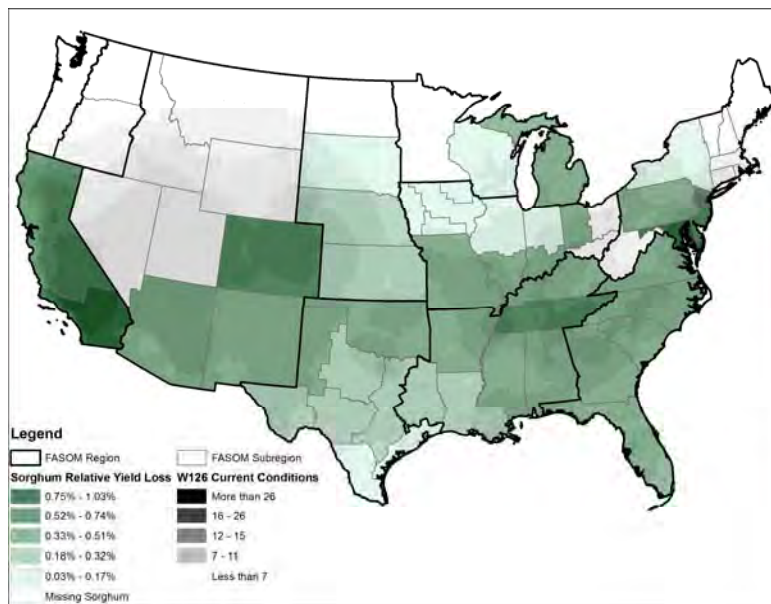 Legend
FASOM Region
FASOM Subregion
Sorghum Relative Yield Loss
W126 Current Conditions
0.75% - 1.03%
More than 26
0.52% - 0.74%
16 - 26
0.33% - 0.51%
12 - 15
0.18% - 0.32%
7 - 11
0.03% - 0.17%
Less than 7
Missing Sorghum